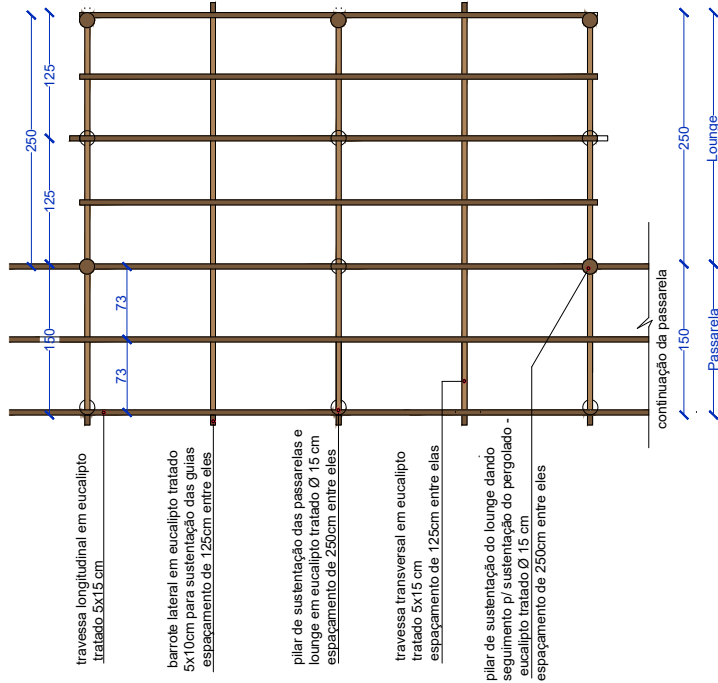 250
125
125
150
73
73
250
Lounge
150
Passarela
continuação da passarela
travessa longitudinal em eucalipto
tratado 5x15 cm
barrote lateral em eucalipto tratado
5x10cm para sustentação das guias
espaçamento de 125cm entre eles
pilar de sustentação das passarelas e
lounge em eucalipto tratado Ø 15 cm
espaçamento de 250cm entre eles
travessa transversal em eucalipto
tratado 5x15 cm
espaçamento de 125cm entre elas
pilar de sustentação do lounge dando
seguimento p/ sustentação do pergolado -
eucalipto tratado Ø 15 cm
espaçamento de 250cm entre eles